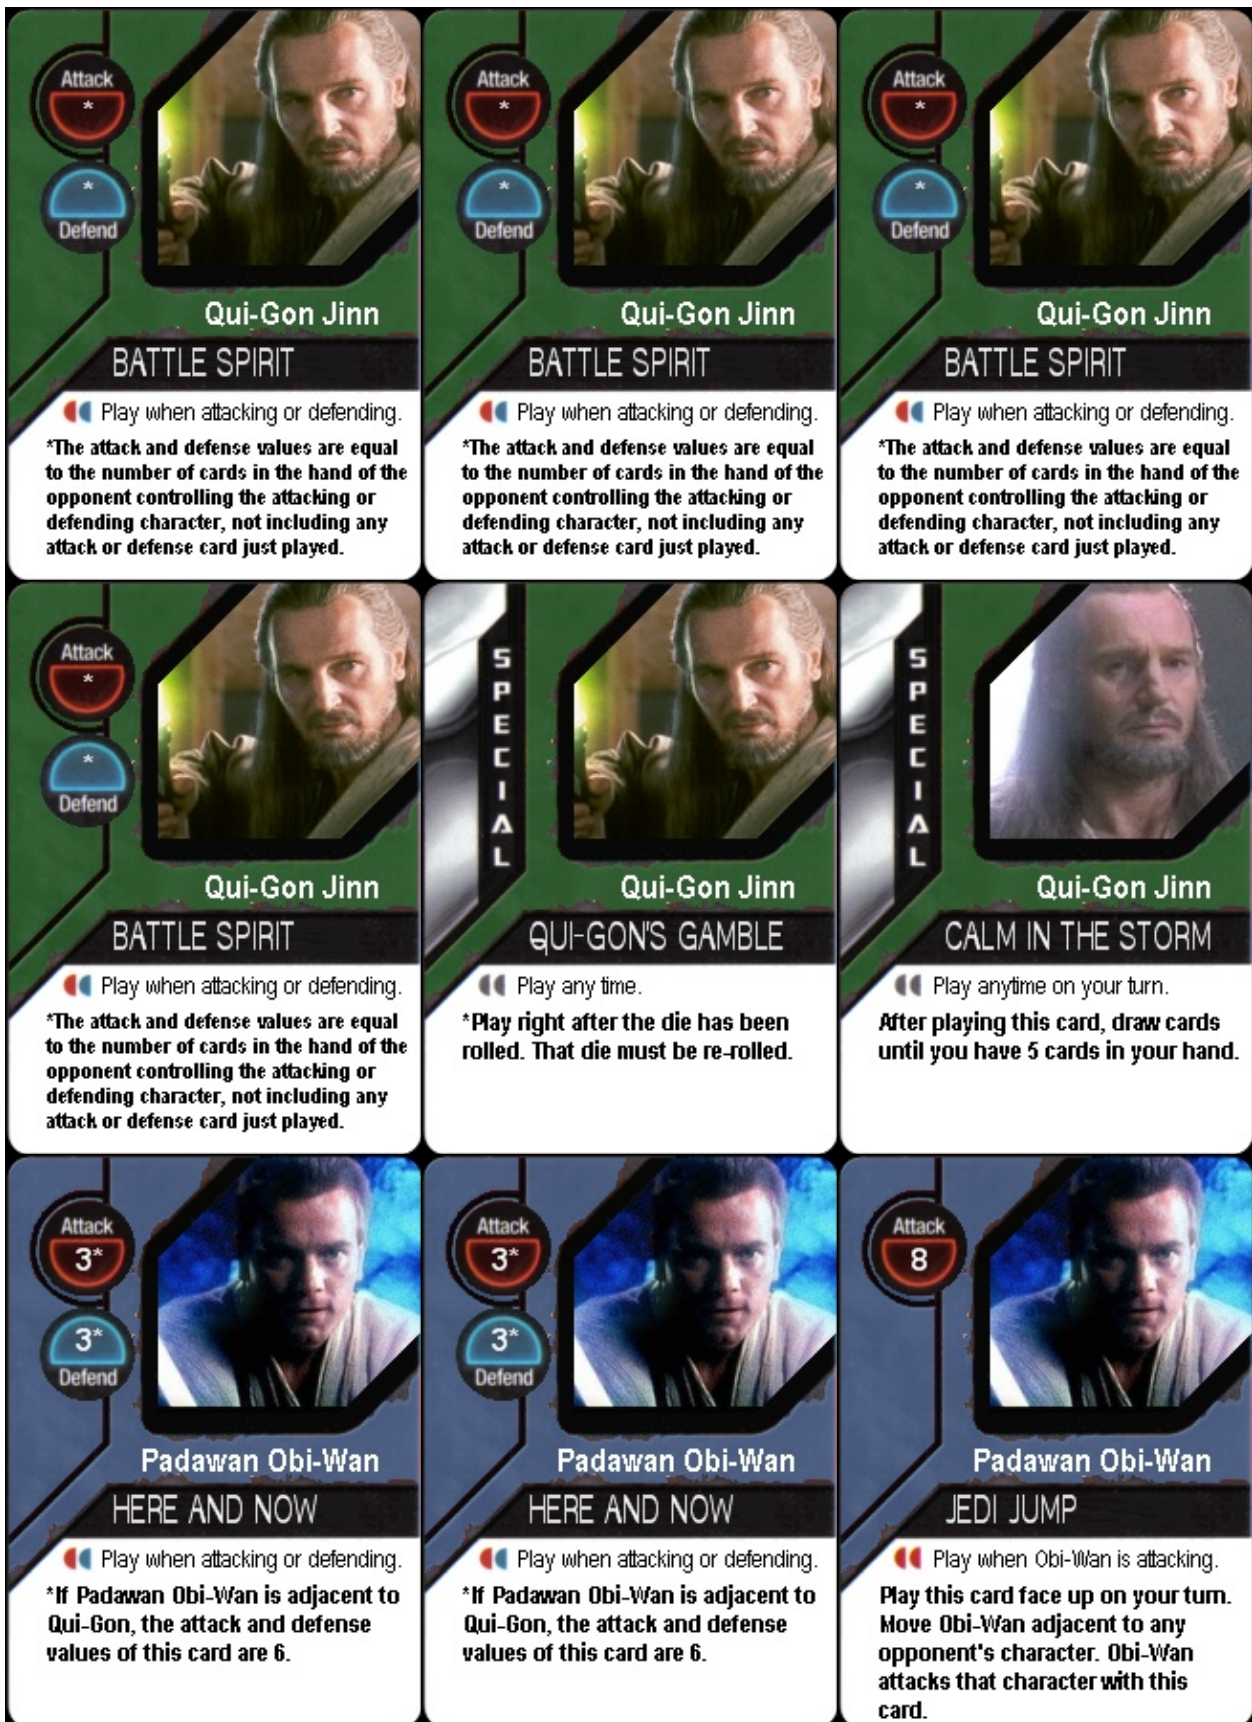 Attack
*
*
Defend
Qui-Gon Jinn
BATTLE SPIRIT
Play when attacking or defending.
*The attack and defense values are equal
to the number of cards in the hand of the
opponent controlling the attacking or
defending character, not including any
attack or defense card just played.
Attack
*
*
Defend
Qui-Gon Jinn
BATTLE SPIRIT
Play when attacking or defending.
*The attack and defense values are equal
to the number of cards in the hand of the
opponent controlling the attacking or
defending character, not including any
attack or defense card just played.
Attack
*
*
Defend
Qui-Gon Jinn
BATTLE SPIRIT
Play when attacking or defending.
*The attack and defense values are equal
to the number of cards in the hand of the
opponent controlling the attacking or
defending character, not including any
attack or defense card just played.
Attack
*
*
Defend
Qui-Gon Jinn
BATTLE SPIRIT
Play when attacking or defending.
*The attack and defense values are equal
to the number of cards in the hand of the
opponent controlling the attacking or
defending character, not including any
attack or defense card just played.
SPECIAL
Qui-Gon Jinn
QUI-GON'S GAMBLE
Play any time.
*Play right after the die has been
rolled. That die must be re-rolled.
SPECIAL
Qui-Gon Jinn
CALM IN THE STORM
Play anytime on your turn.
After playing this card, draw cards
until you have 5 cards in your hand.
Attack
3*
3*
Defend
Padawan Obi-Wan
HERE AND NOW
Play when attacking or defending.
*If Padawan Obi-Wan is adjacent to
Qui-Gon, the attack and defense
values of this card are 6.
Attack
3*
3*
Defend
Padawan Obi-Wan
HERE AND NOW
Play when attacking or defending.
*If Padawan Obi-Wan is adjacent to
Qui-Gon, the attack and defense
values of this card are 6.
Attack
8
Padawan Obi-Wan
JEDI JUMP
Play when Obi-Wan is attacking.
Play this card face up on your turn.
Move Obi-Wan adjacent to any
opponent's character. Obi-Wan
attacks that character with this
card.